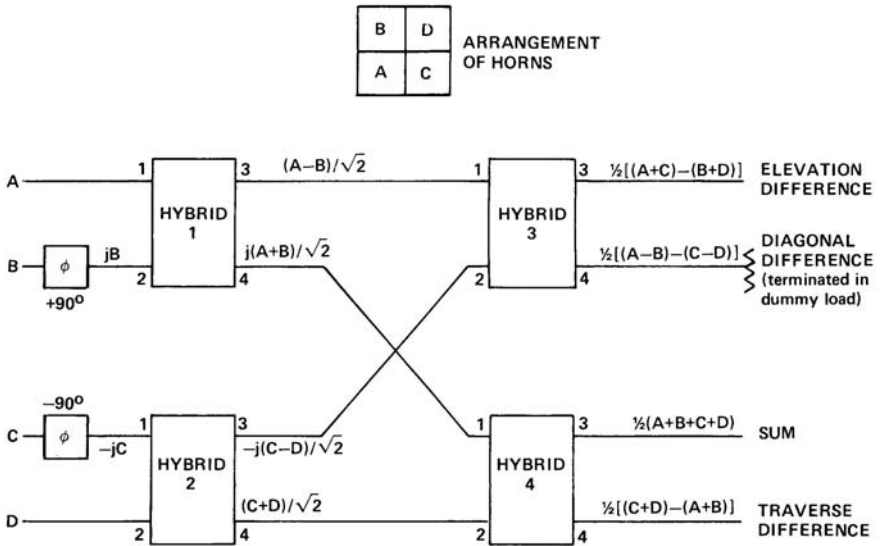 B D
A C
ARRANGEMENT
OF HORNS
A
1
HYBRID
1
3
(A−B)/√2
1
HYBRID
3
3
½[(A+C)−(B+D)]
ELEVATION
DIFFERENCE
B
ϕ
+90º
jB
2
4
j(A+B)/√2
2
4
½[(A−B)−(C−D)]
DIAGONAL
DIFFERENCE
(terminated in
dummy load)
−90º
C
ϕ
−jC
1
HYBRID
2
3
−j(C−D)/√2
1
HYBRID
4
3
½(A+B+C+D)
SUM
D
2
4
(C+D)/√2
2
4
½[(C+D)−(A+B)]
TRAVERSE
DIFFERENCE